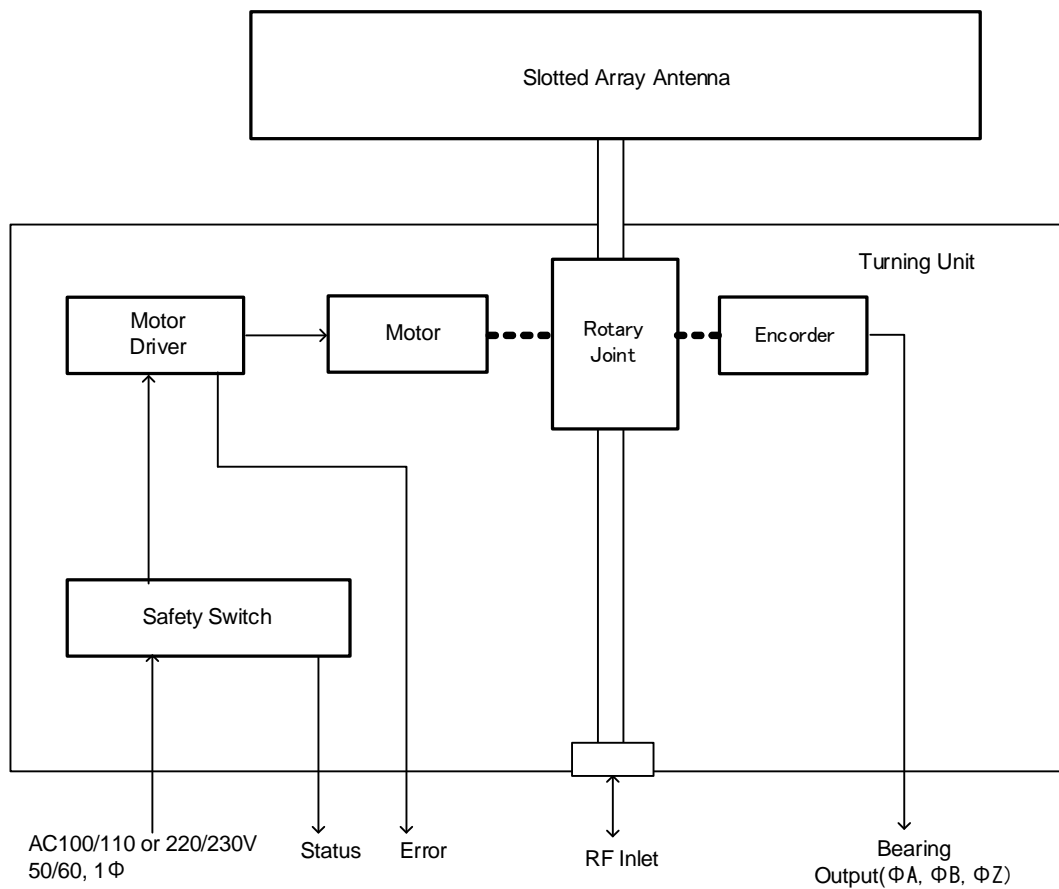 Slotted Array Antenna
Turning Unit
Motor
Driver
Motor
Rotary
Joint
Encorder
Safety Switch
AC100/110 or 220/230V
50/60, 1Φ
Status
Error
RF Inlet
Bearing
Output(ΦA, ΦB, ΦZ)